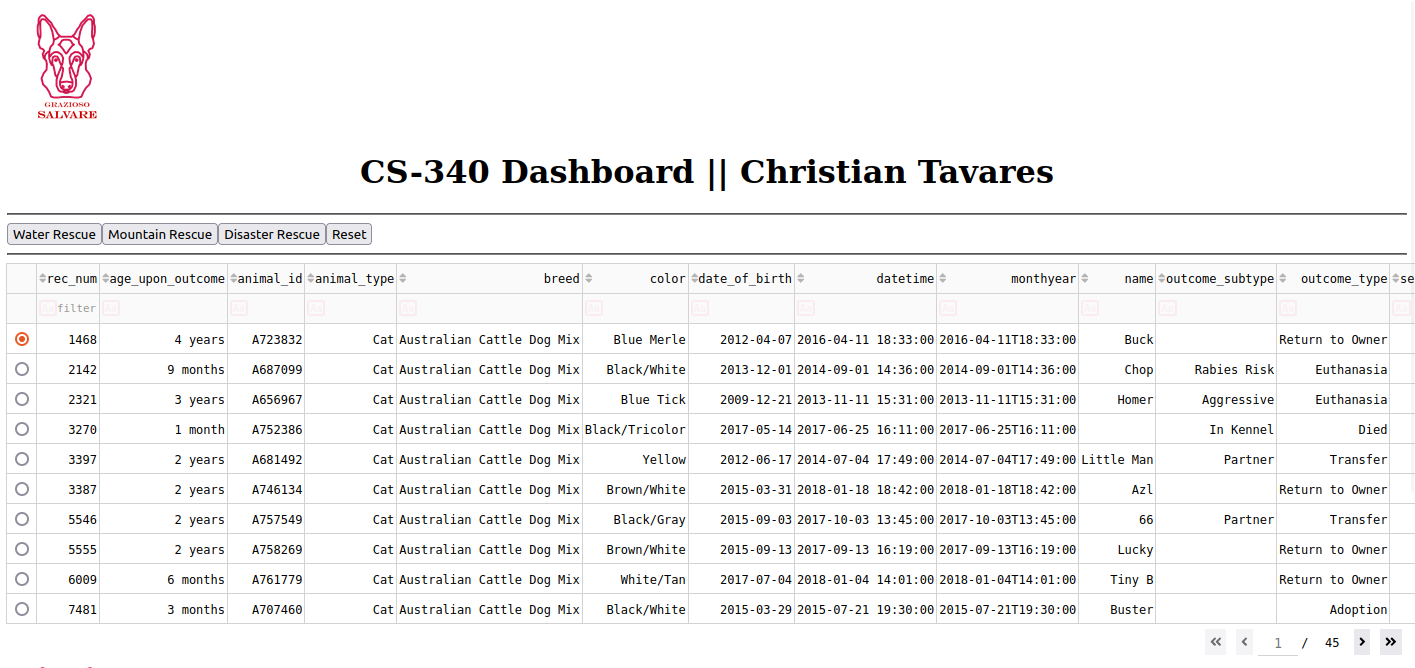 GRAZIOSO
SALVARE
CS-340 Dashboard || Christian Tavares
Water Rescue Mountain Rescue Disaster Rescue Reset
rec_num age_upon_outcome animal_id animal_type breed color date_of_birth datetime monthyear name outcome_subtype outcome_type se
Aa filter Aa Aa Aa Aa Aa Aa Aa Aa Aa Aa Aa Aa
1468 4 years A723832 Cat Australian Cattle Dog Mix Blue Merle 2012-04-07 2016-04-11 18:33:00 2016-04-11T18:33:00 Buck Return to Owner
2142 9 months A687099 Cat Australian Cattle Dog Mix Black/White 2013-12-01 2014-09-01 14:36:00 2014-09-01T14:36:00 Chop Rabies Risk Euthanasia
2321 3 years A656967 Cat Australian Cattle Dog Mix Blue Tick 2009-12-21 2013-11-11 15:31:00 2013-11-11T15:31:00 Homer Aggressive Euthanasia
3270 1 month A752386 Cat Australian Cattle Dog Mix Black/Tricolor 2017-05-14 2017-06-25 16:11:00 2017-06-25T16:11:00 In Kennel Died
3397 2 years A681492 Cat Australian Cattle Dog Mix Yellow 2012-06-17 2014-07-04 17:49:00 2014-07-04T17:49:00 Little Man Partner Transfer
3387 2 years A746134 Cat Australian Cattle Dog Mix Brown/White 2015-03-31 2018-01-18 18:42:00 2018-01-18T18:42:00 Azl Return to Owner
5546 2 years A757549 Cat Australian Cattle Dog Mix Black/Gray 2015-09-03 2017-10-03 13:45:00 2017-10-03T13:45:00 66 Partner Transfer
5555 2 years A758269 Cat Australian Cattle Dog Mix Brown/White 2015-09-13 2017-09-13 16:19:00 2017-09-13T16:19:00 Lucky Return to Owner
6009 6 months A761779 Cat Australian Cattle Dog Mix White/Tan 2017-07-04 2018-01-04 14:01:00 2018-01-04T14:01:00 Tiny B Return to Owner
7481 3 months A707460 Cat Australian Cattle Dog Mix Black/White 2015-03-29 2015-07-21 19:30:00 2015-07-21T19:30:00 Buster Adoption
1 / 45